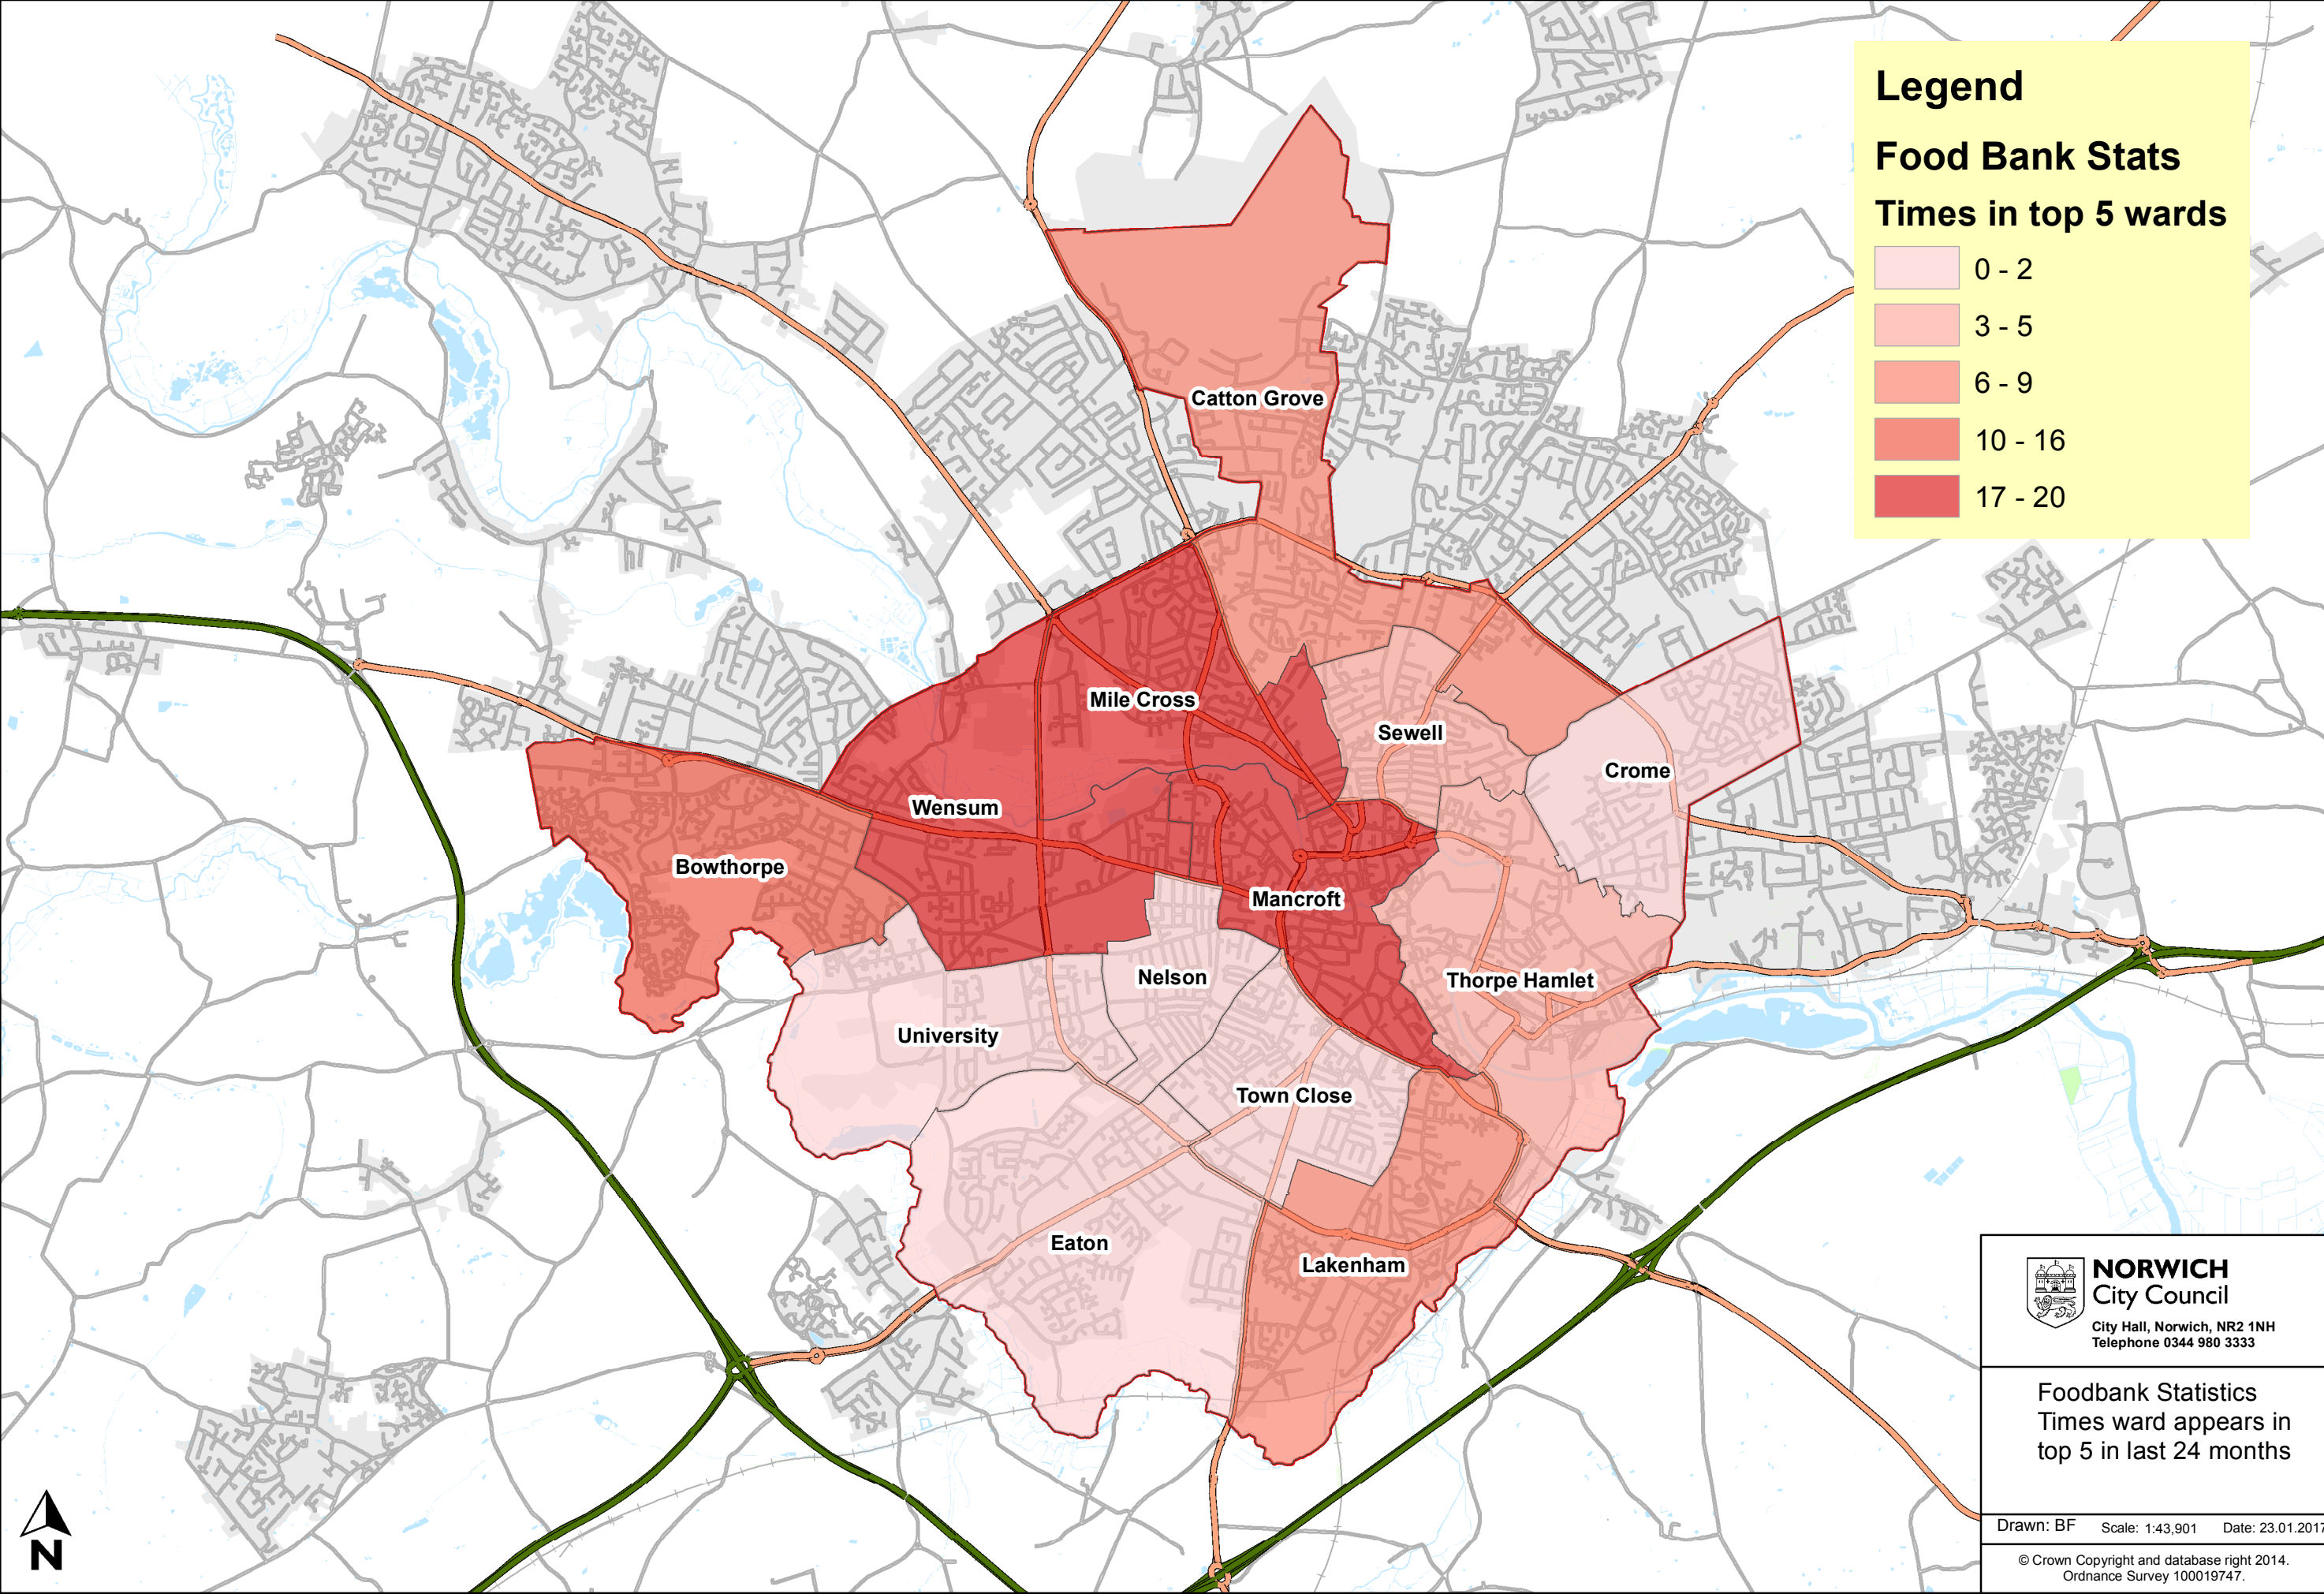 Legend
Food Bank Stats
Times in top 5 wards
0 - 2
3 - 5
6 - 9
10 - 16
17 - 20
Catton Grove
Mile Cross
Sewell
Crome
Wensum
Bowthorpe
Mancroft
Nelson
Thorpe Hamlet
University
Town Close
Eaton
Lakenham
NORWICH
City Council
City Hall, Norwich, NR2 1NH
Telephone 0344 980 3333
Foodbank Statistics
Times ward appears in
top 5 in last 24 months
Drawn: BF Scale: 1:43,901 Date: 23.01.2017
© Crown Copyright and database right 2014.
Ordnance Survey 100019747.
N